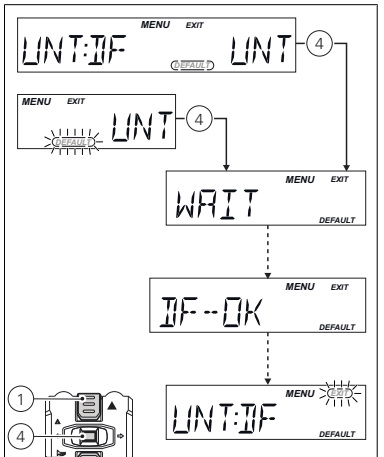 MENU EXIT
UNT:DF DEFAULT UNT
4
MENU EXIT
DEFAULT UNT
4
MENU EXIT
WAIT
DEFAULT
MENU EXIT
DF--OK
DEFAULT
MENU EXIT
UNT:DF
DEFAULT
1
4